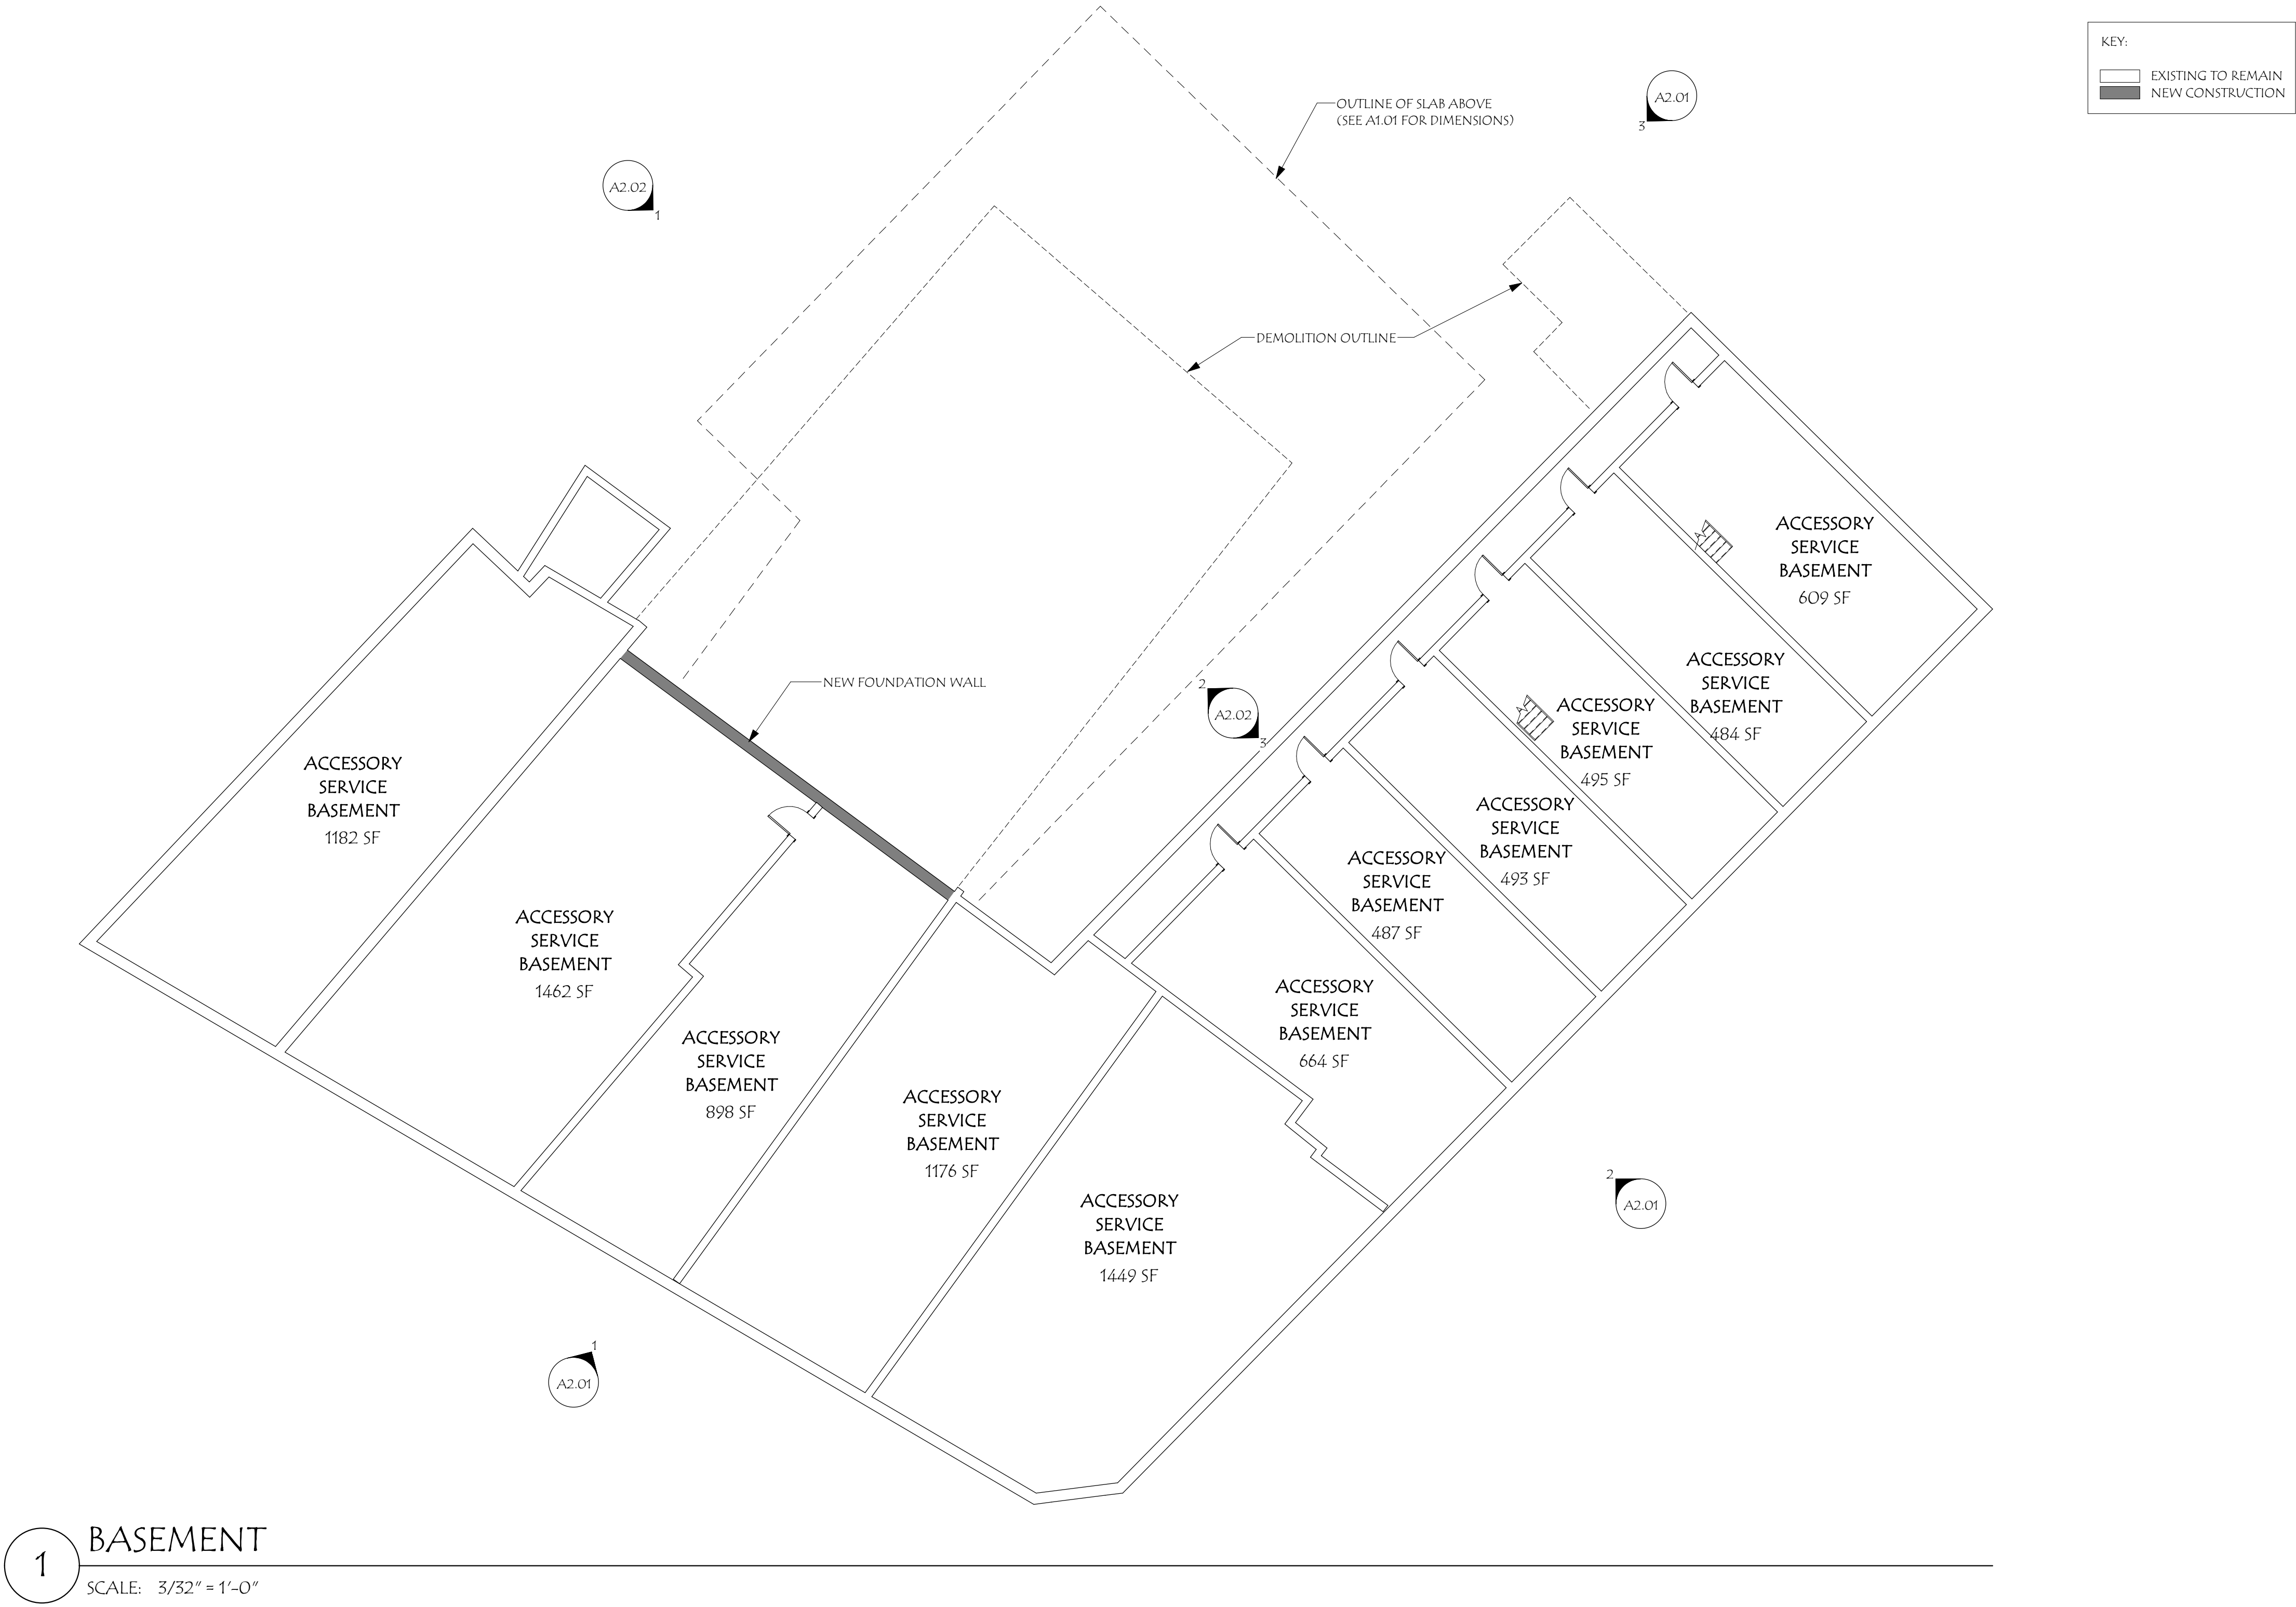 KEY:
EXISTING TO REMAIN
NEW CONSTRUCTION
OUTLINE OF SLAB ABOVE
(SEE A1.01 FOR DIMENSIONS)
A2.01
3
A2.02
1
DEMOLITION OUTLINE
ACCESSORY
SERVICE
BASEMENT
609 SF
ACCESSORY
SERVICE
BASEMENT
484 SF
NEW FOUNDATION WALL
2
A2.02
3
ACCESSORY
SERVICE
BASEMENT
495 SF
ACCESSORY
SERVICE
BASEMENT
1182 SF
ACCESSORY
SERVICE
BASEMENT
493 SF
ACCESSORY
SERVICE
BASEMENT
487 SF
ACCESSORY
SERVICE
BASEMENT
1462 SF
ACCESSORY
SERVICE
BASEMENT
664 SF
ACCESSORY
SERVICE
BASEMENT
898 SF
ACCESSORY
SERVICE
BASEMENT
1176 SF
ACCESSORY
SERVICE
BASEMENT
1449 SF
2
A2.01
1
A2.01
1
BASEMENT
SCALE: 3/32" = 1'-0"